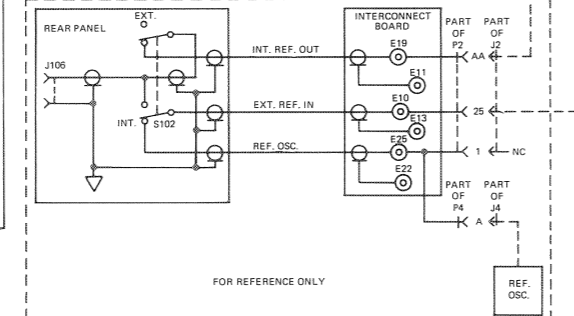 REAR PANEL
EXT.
J106
INT.
S102
INT. REF. OUT
EXT. REF. IN
REF. OSC.
INTERCONNECT
BOARD
E19
E11
E10
E13
E25
E22
PART
OF
P2
PART
OF
J2
AA
25
1
NC
PART
OF
P4
PART
OF
J4
A
FOR REFERENCE ONLY
REF.
OSC.